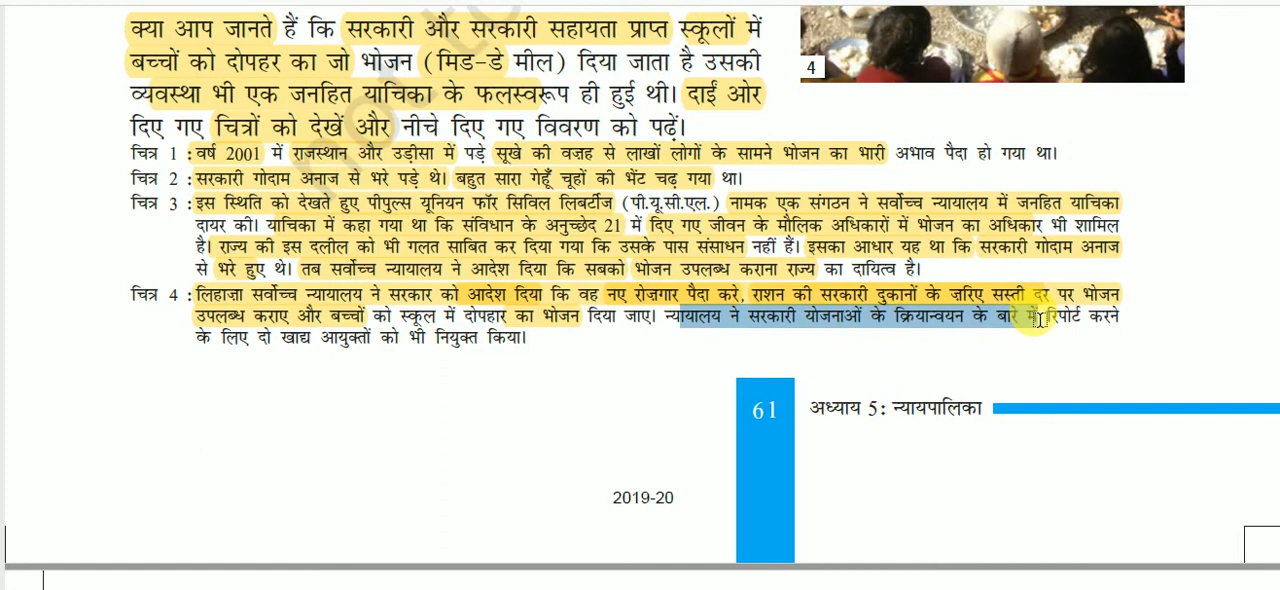 क्या आप जानते हैं कि सरकारी और सरकारी सहायता प्राप्त स्कूलों में
बच्चों को दोपहर का जो भोजन (मिड-डे मील) दिया जाता है उसकी
व्यवस्था भी एक जनहित याचिका के फलस्वरूप ही हुई थी। दाईं ओर
दिए गए चित्रों को देखें और नीचे दिए गए विवरण को पढ़ें।
4
चित्र 1 : वर्ष 2001 में राजस्थान और उड़ीसा में पड़े सूखे की वजह से लाखों लोगों के सामने भोजन का भारी अभाव पैदा हो गया था।
चित्र 2 : सरकारी गोदाम अनाज से भरे पड़े थे। बहुत सारा गेहूँ चूहों की भेंट चढ़ गया था।
चित्र 3 : इस स्थिति को देखते हुए पीपुल्स यूनियन फॉर सिविल लिबर्टीज (पी.यू.सी.एल.) नामक एक संगठन ने सर्वोच्च न्यायालय में जनहित याचिका
दायर की। याचिका में कहा गया था कि संविधान के अनुच्छेद 21 में दिए गए जीवन के मौलिक अधिकारों में भोजन का अधिकार भी शामिल
है। राज्य की इस दलील को भी गलत साबित कर दिया गया कि उसके पास संसाधन नहीं हैं। इसका आधार यह था कि सरकारी गोदाम अनाज
से भरे हुए थे। तब सर्वोच्च न्यायालय ने आदेश दिया कि सबको भोजन उपलब्ध कराना राज्य का दायित्व है।
चित्र 4 : लिहाज़ा सर्वोच्च न्यायालय ने सरकार को आदेश दिया कि वह नए रोज़गार पैदा करे, राशन की सरकारी दुकानों के ज़रिए सस्ती दर पर भोजन
उपलब्ध कराए और बच्चों को स्कूल में दोपहर का भोजन दिया जाए। न्यायालय ने सरकारी योजनाओं के क्रियान्वयन के बारे में रिपोर्ट करने
के लिए दो खाद्य आयुक्तों को भी नियुक्त किया।
61 अध्याय 5: न्यायपालिका
2019-20